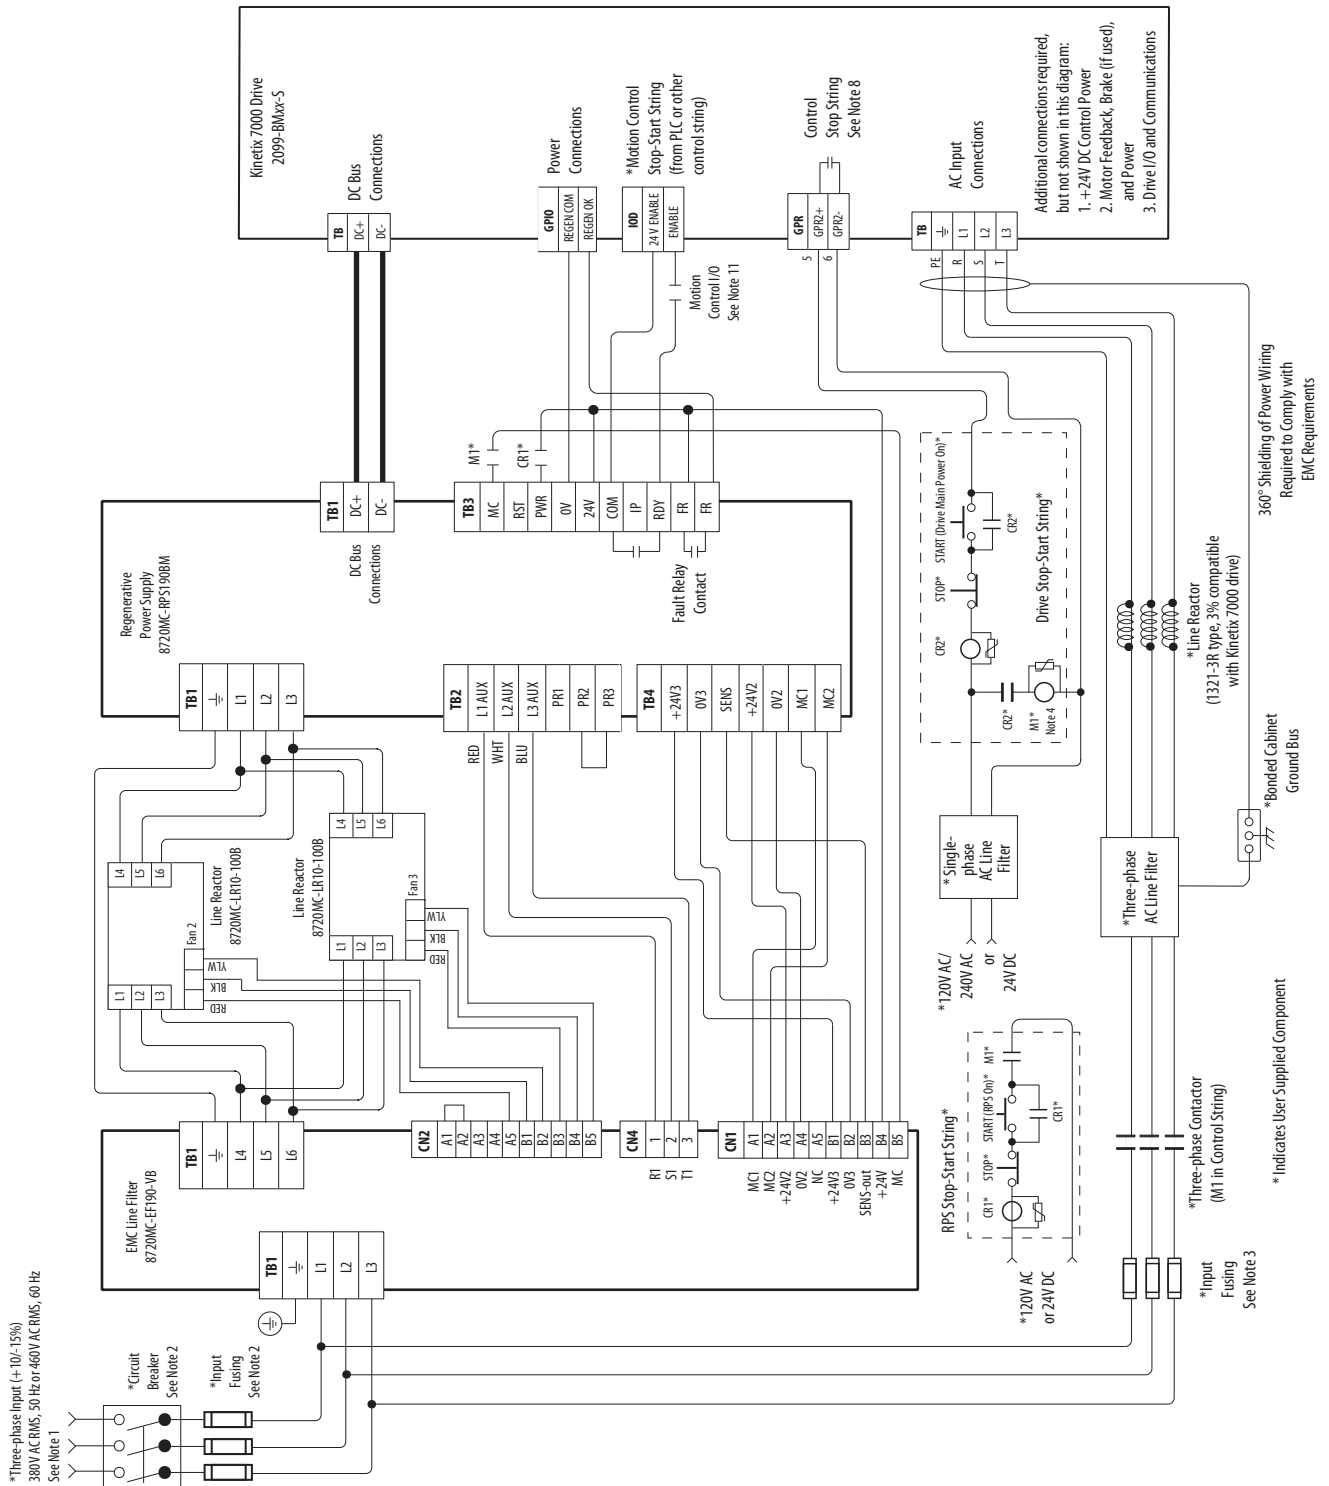 *Three-phase Input (+10/-15%)
380V AC RMS, 50 Hz or 460V AC RMS, 60 Hz
See Note 1
*Circuit
Breaker
See Note 2
*Input
Fusing
See Note 2
EMC Line Filter
8720MC-EF190-VB
TB1
L1
L2
L3
TB1
L4
L5
L6
CN2
A1
A2
A3
A4
A5
B1
B2
B3
B4
B5
CN4
1
2
3
R1
S1
T1
CN1
A1
A2
A3
A4
A5
B1
B2
B3
B4
B5
MC1
MC2
+24V2
0V2
NC
+24V3
0V3
SENS-out
+24V
MC
L1
L2
L3
L4
L5
L6
Fan 2
RED
BLK
YLW
Line Reactor
8720MC-LR10-100B
L1
L2
L3
L4
L5
L6
Fan3
RED
BLK
YLW
Line Reactor
8720MC-LR10-100B
Regenerative
Power Supply
8720MC-RPS190BM
TB1
L1
L2
L3
TB2
L1 AUX
L2 AUX
L3 AUX
PR1
PR2
PR3
RED
WHT
BLU
TB4
+24V3
0V3
SENS
+24V2
0V2
MC1
MC2
TB1
DC+
DC-
DC Bus
Connections
TB3
MC
RST
PWR
0V
24V
COM
IP
RDY
FR
FR
Fault Relay
Contact
M1*
CR1*
Kinetix 7000 Drive
2099-BMxx-S
TB
DC+
DC-
DC Bus
Connections
GPIO
REGEN COM
REGEN OK
Power
Connections
IOD
24V ENABLE
ENABLE
*Motion Control
Stop-Start String
(from PLC or other
control string)
Motion
Control I/O
See Note 11
GPR
GPR2+
GPR2-
5
6
Control
Stop String
See Note 8
TB
L1
L2
L3
PE
R
S
T
AC Input
Connections
Additional connections required,
but not shown in this diagram:
1. +24V DC Control Power
2. Motor Feedback, Brake (if used),
and Power
3. Drive I/O and Communications
START (Drive Main Power On)*
CR2*
STOP*
CR2*
Drive Stop-Start String*
CR2*
M1*
Note 4
* Single-
phase
AC Line
Filter
*120V AC/
240V AC
or
24V DC
RPS Stop-Start String*
CR1*
STOP*
START (RPS On)*
M1*
CR1*
*120V AC
or 24V DC
*Input
Fusing
See Note 3
*Three-phase Contactor
(M1 in Control String)
*Three-phase
AC Line Filter
*Bonded Cabinet
Ground Bus
*Line Reactor
(1321-3R type, 3% compatible
with Kinetix 7000 drive)
360° Shielding of Power Wiring
Required to Comply with
EMC Requirements
* Indicates User Supplied Component